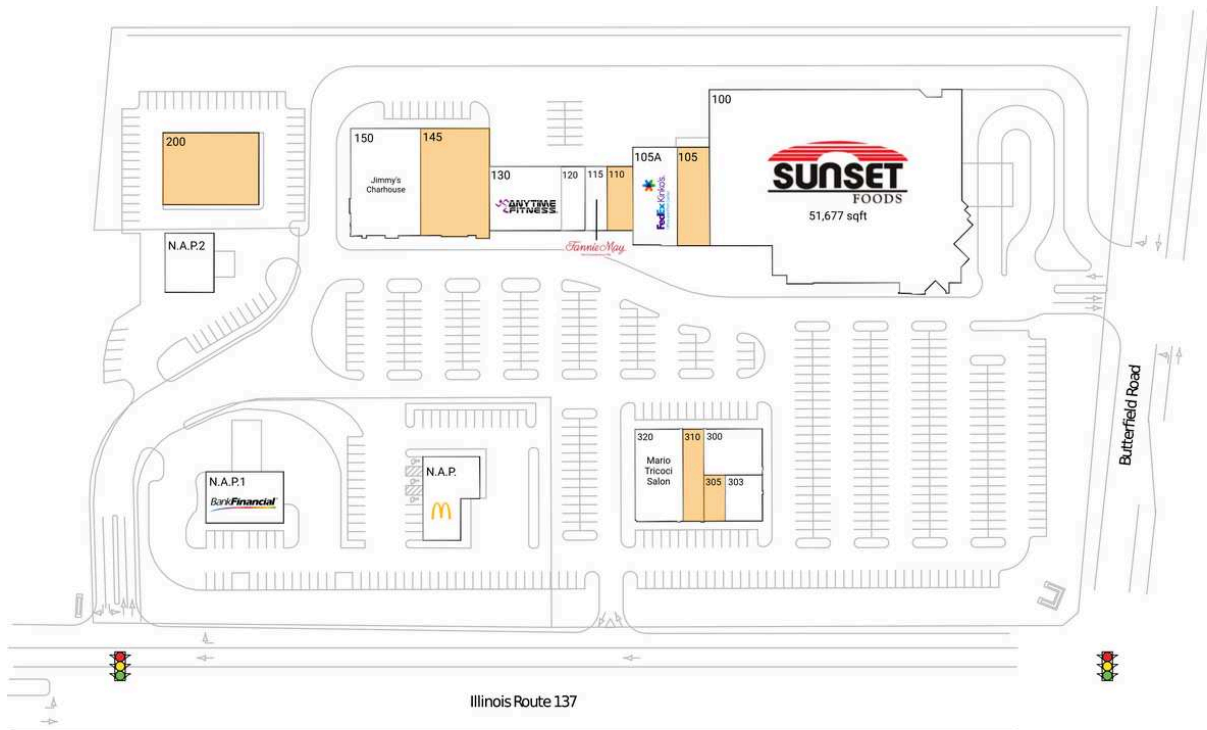 100
SUNSET
FOODS
51,677 sqft
200
150
Jimmy's
Charhouse
145
130
ANYTIME
FITNESS
120
115
110
105A
FedEx Kinko's
105
Fannie May
N.A.P.2
N.A.P.1
BankFinancial
N.A.P.
320
Mario
Tricoci
Salon
310
300
305
303
Butterfield Road
Illinois Route 137